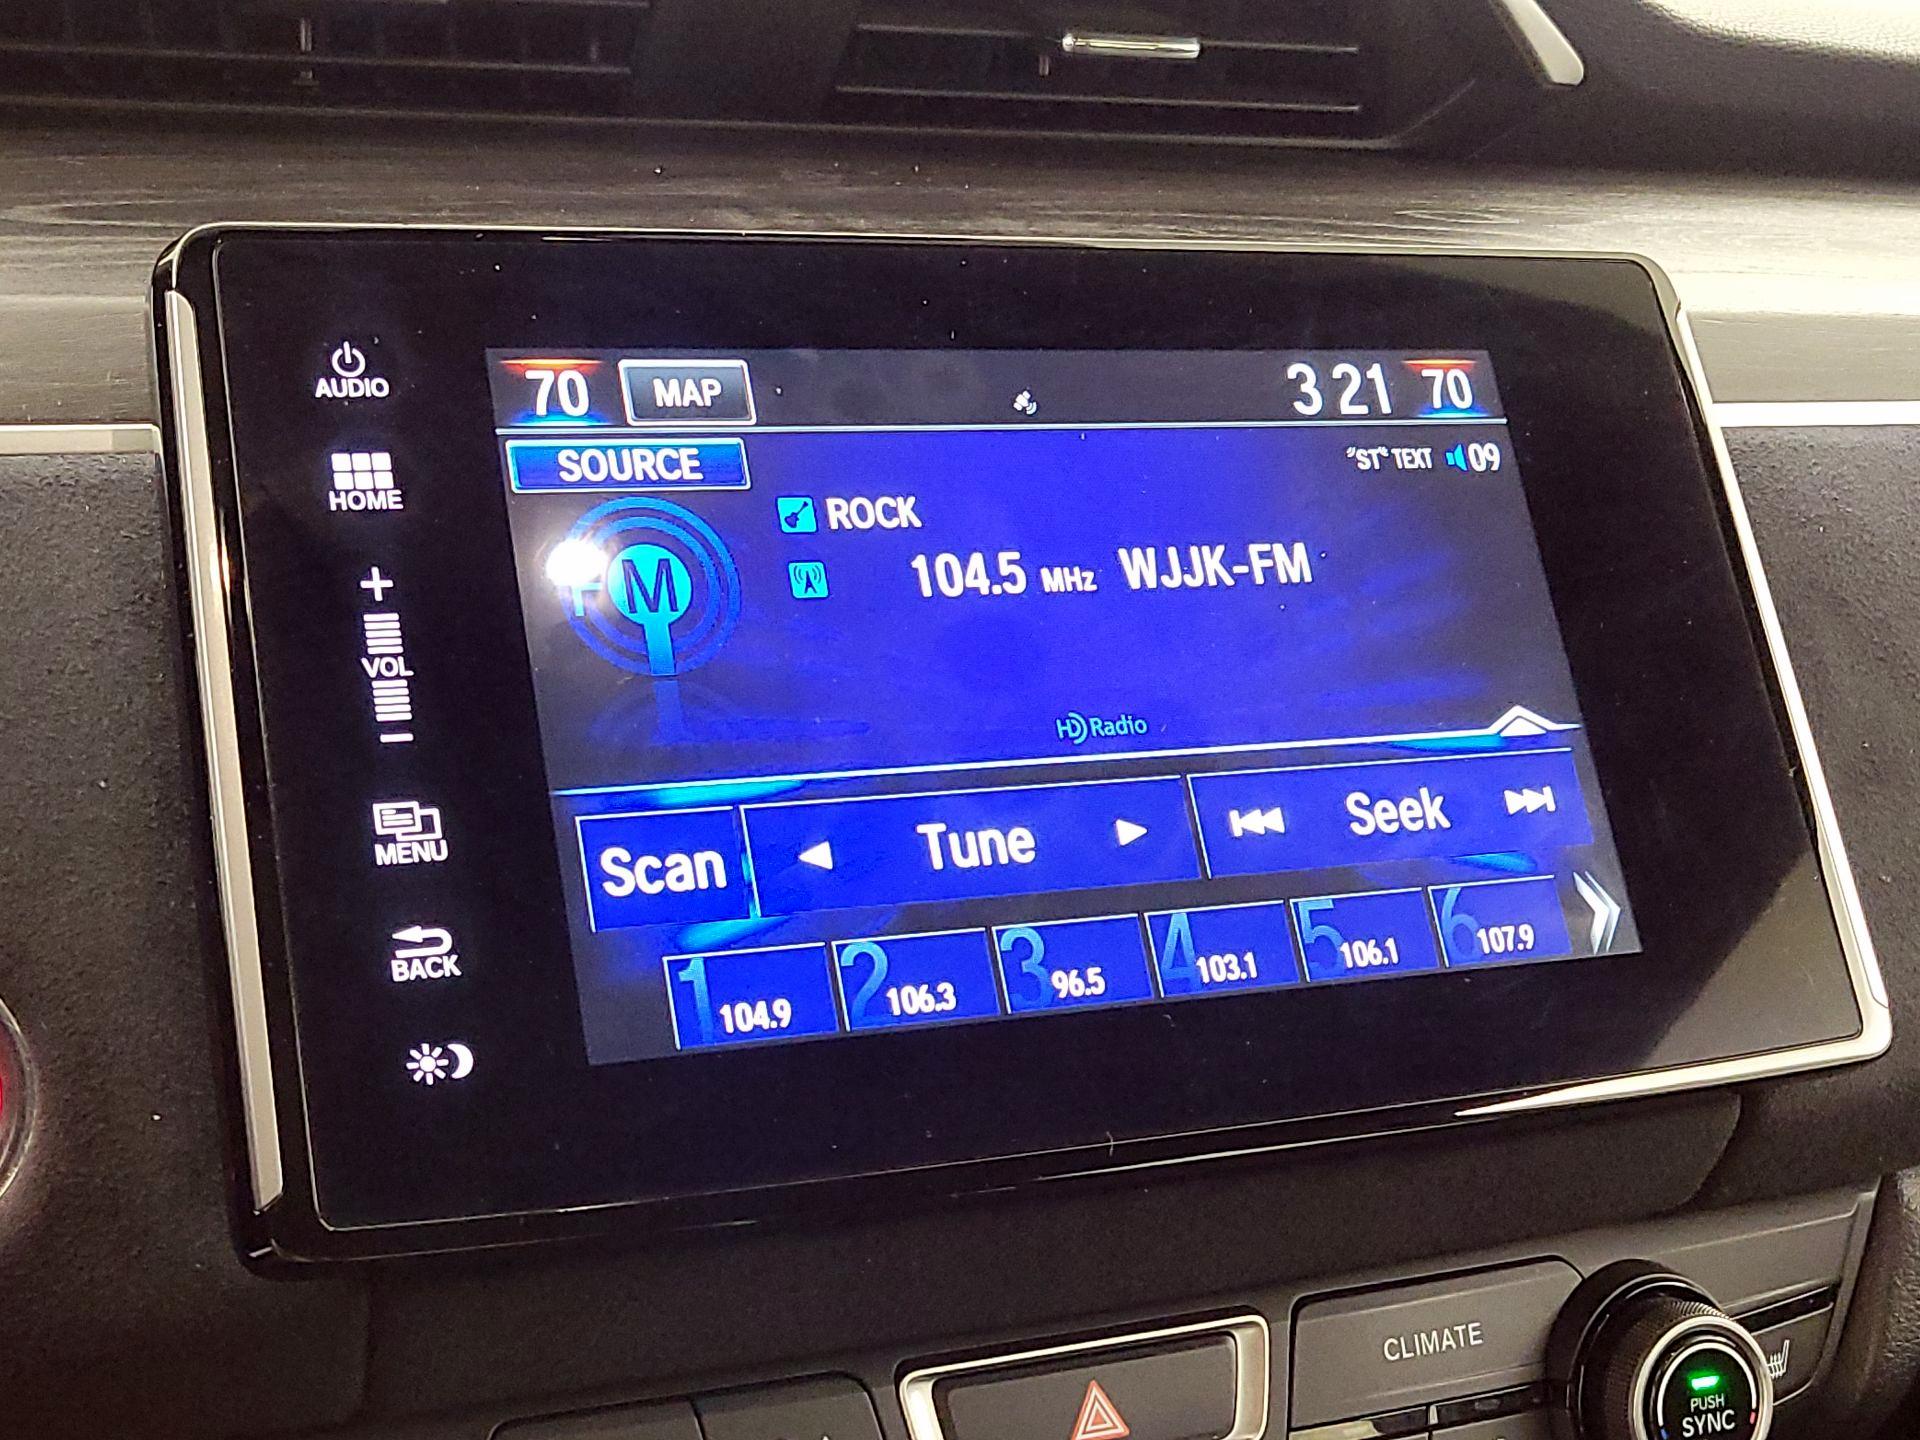 AUDIO
HOME
+
VOL
-
MENU
BACK
70 MAP 3 21 70
SOURCE
"ST" TEXT 09
FM
ROCK
104.5 MHz WJJK-FM
HD Radio
Scan Tune Seek
1 104.9
2 106.3
3 96.5
4 103.1
5 106.1
6 107.9
CLIMATE
PUSH
SYNC